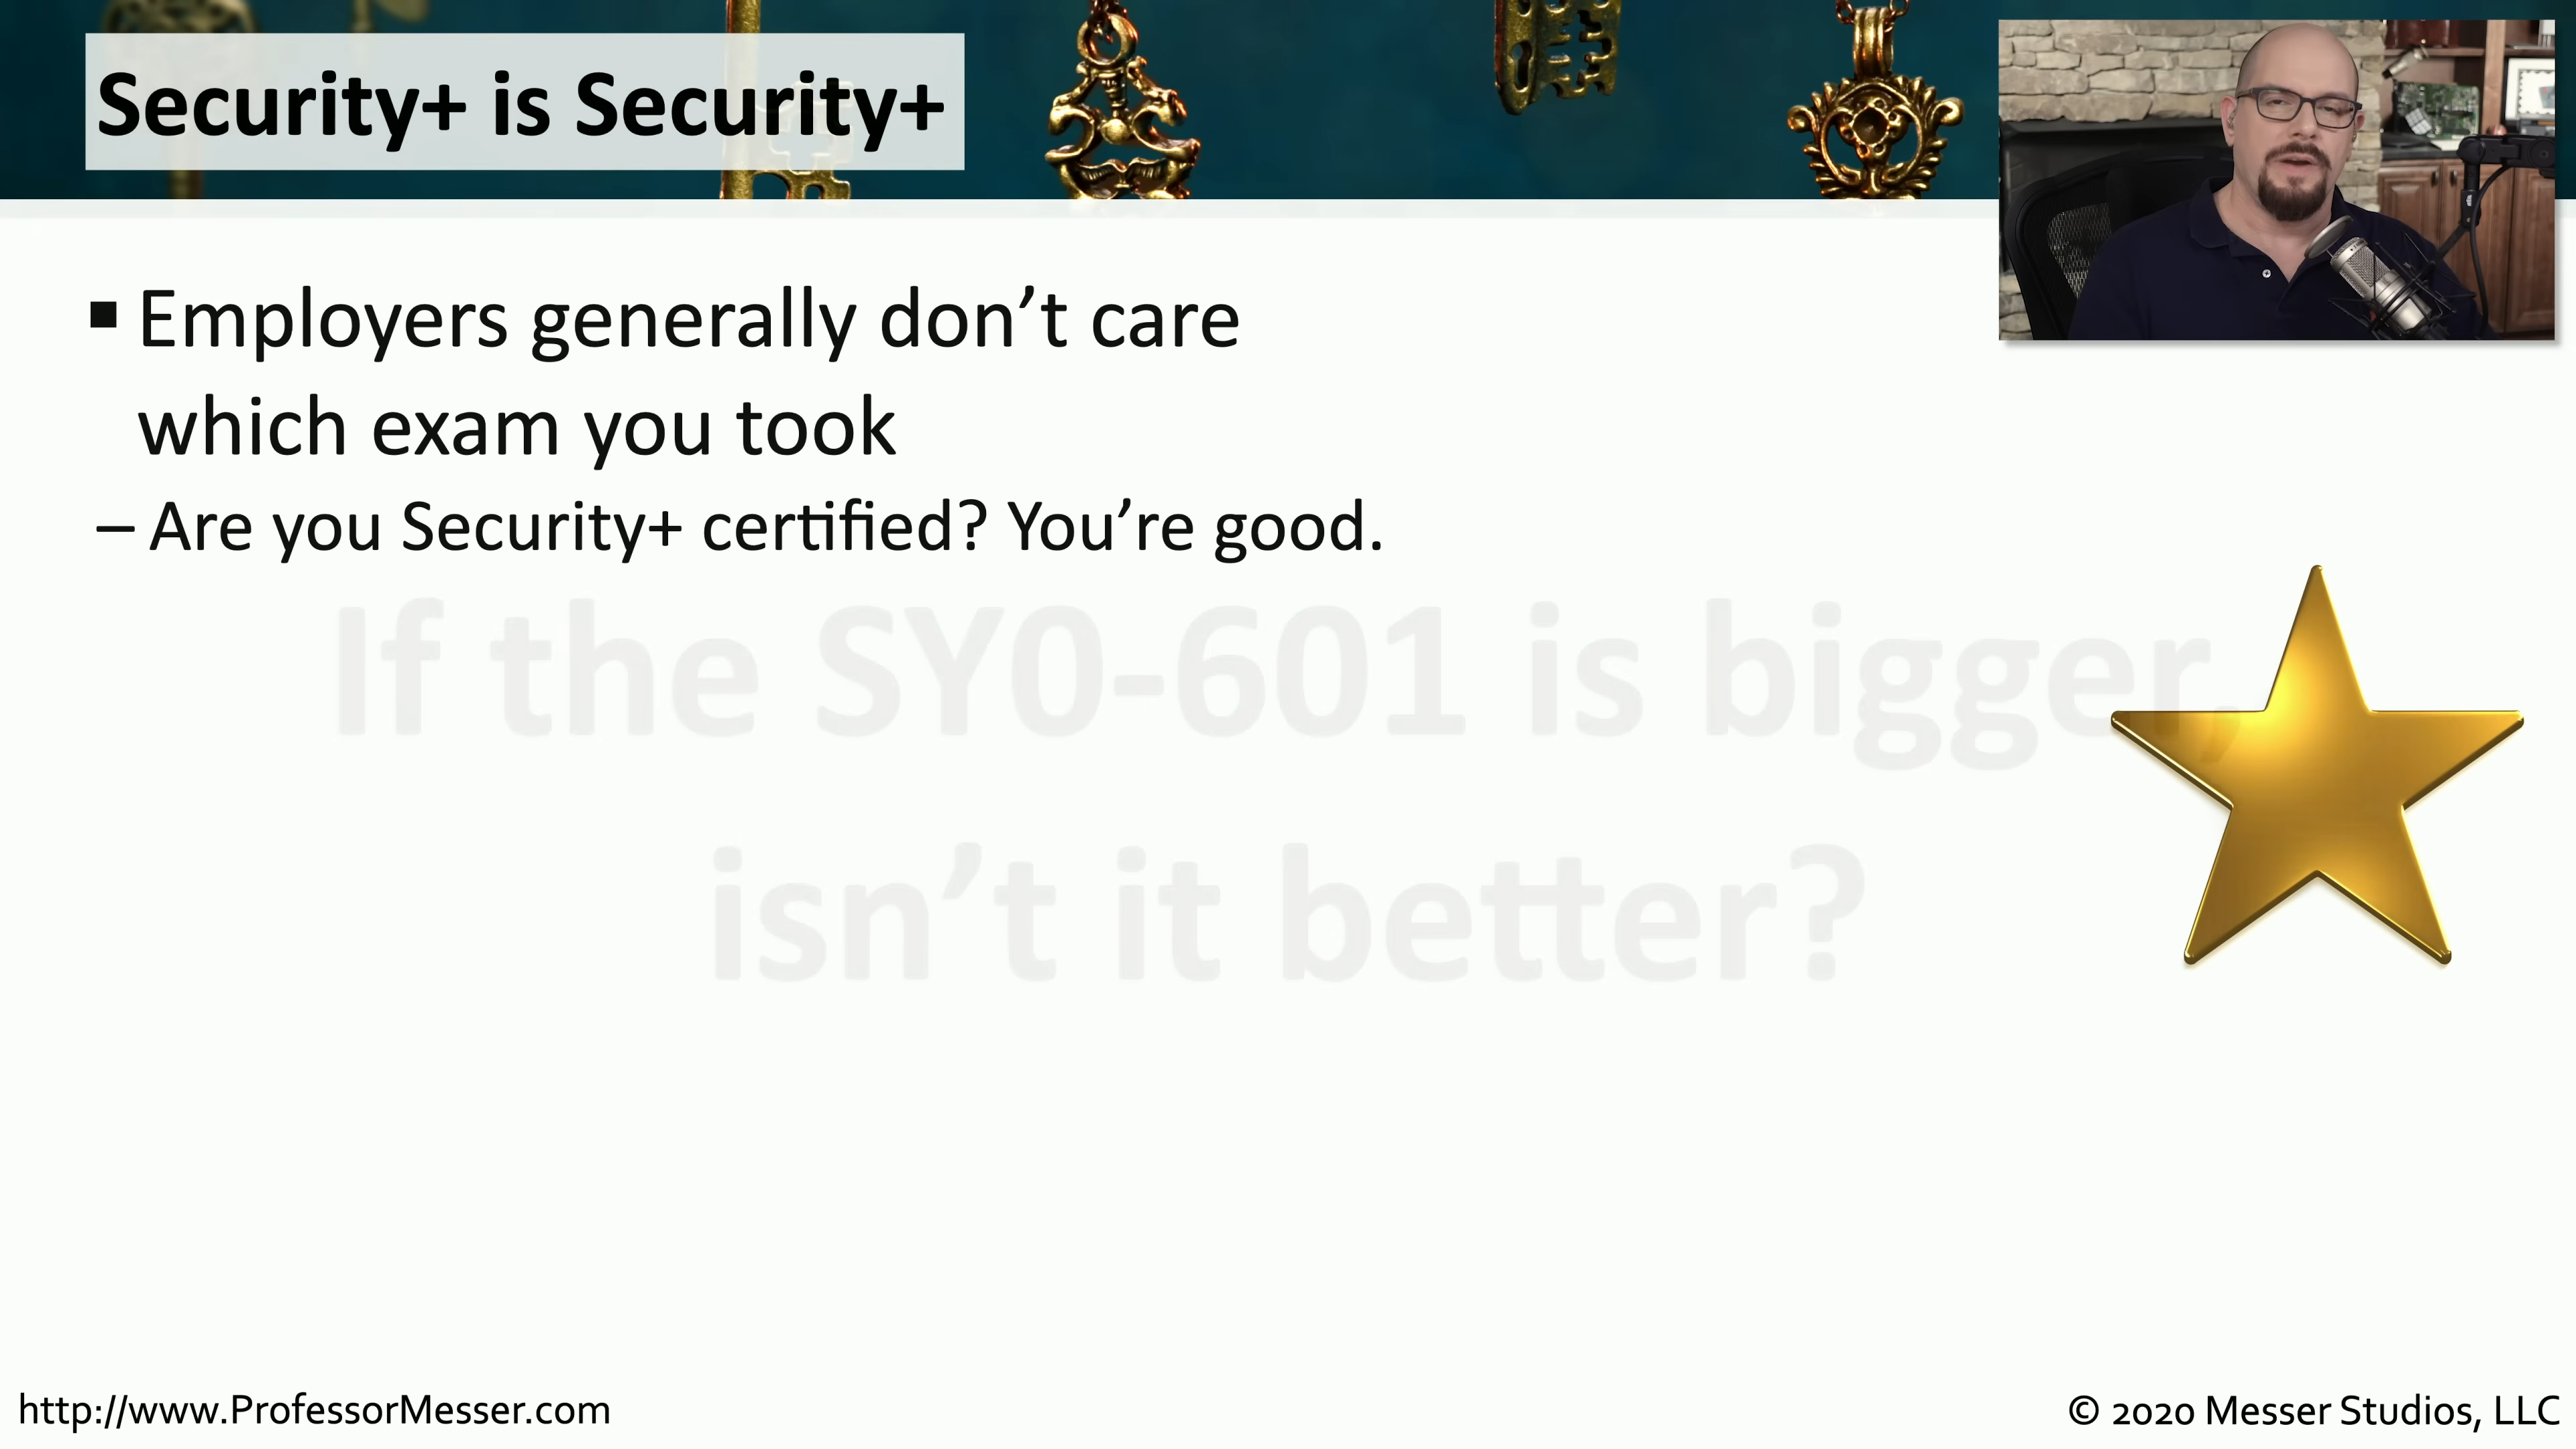 Security+ is Security+
▪ Employers generally don’t care
which exam you took
– Are you Security+ certified? You’re good.
If the SY0-601 is bigger,
isn’t it better?
http://www.ProfessorMesser.com
© 2020 Messer Studios, LLC